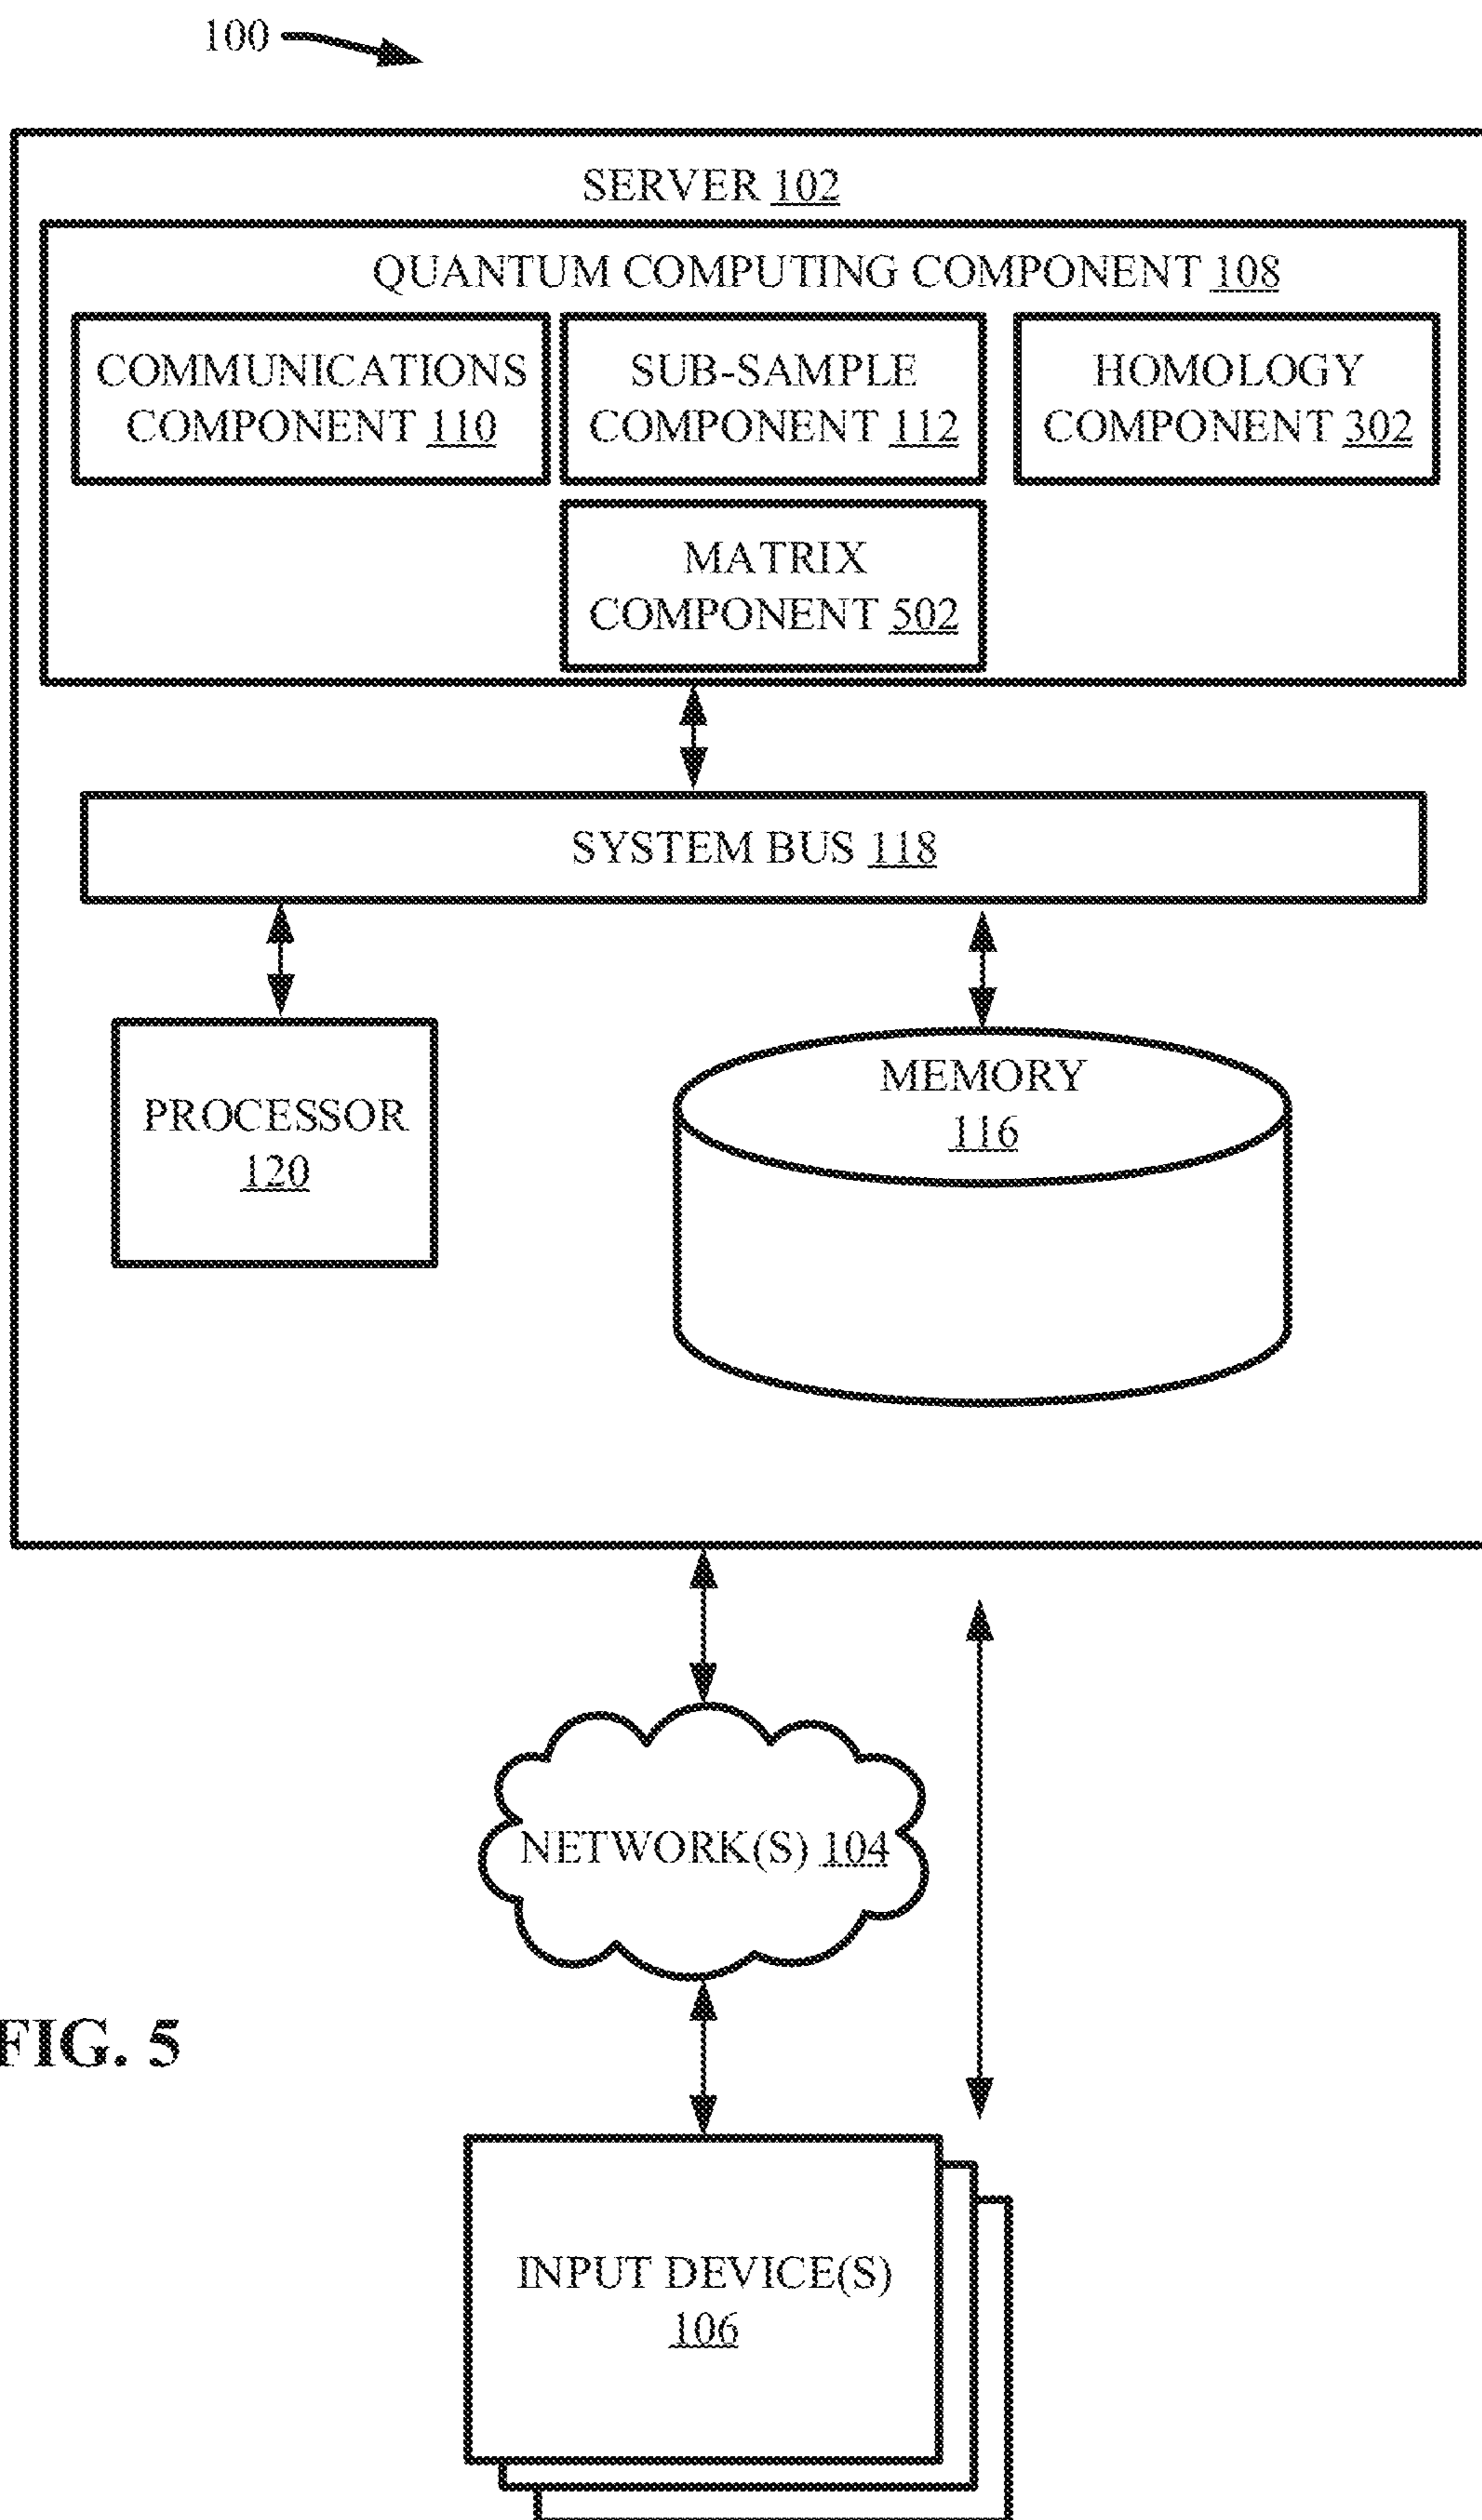 100
SERVER 102
QUANTUM COMPUTING COMPONENT 108
COMMUNICATIONS
COMPONENT 110
SUB-SAMPLE
COMPONENT 112
HOMOLOGY
COMPONENT 302
MATRIX
COMPONENT 502
SYSTEM BUS 118
PROCESSOR
120
MEMORY
116
NETWORK(S) 104
FIG. 5
INPUT DEVICE(S)
106